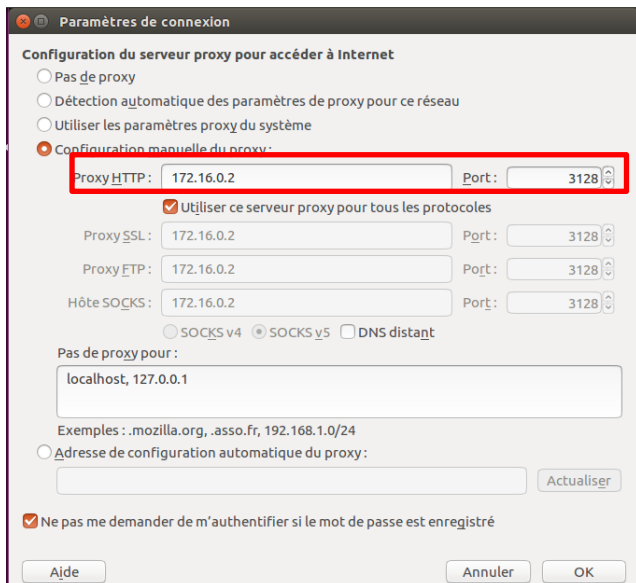 Paramètres de connexion
Configuration du serveur proxy pour accéder à Internet
Pas de proxy
Détection automatique des paramètres de proxy pour ce réseau
Utiliser les paramètres proxy du système
Configuration manuelle du proxy :
Proxy HTTP : 172.16.0.2 Port : 3128
Utiliser ce serveur proxy pour tous les protocoles
Proxy SSL : 172.16.0.2 Port : 3128
Proxy FTP : 172.16.0.2 Port : 3128
Hôte SOCKS : 172.16.0.2 Port : 3128
SOCKS v4 SOCKS v5 DNS distant
Pas de proxy pour :
localhost, 127.0.0.1
Exemples : .mozilla.org, .asso.fr, 192.168.1.0/24
Adresse de configuration automatique du proxy :
Actualiser
Ne pas me demander de m’authentifier si le mot de passe est enregistré
Aide Annuler OK